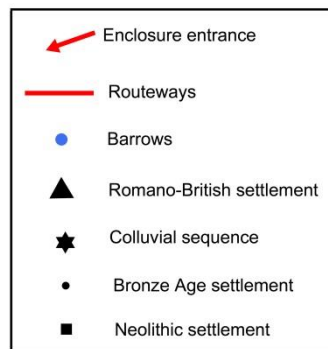 Enclosure entrance
Routeways
Barrows
Romano-British settlement
Colluvial sequence
Bronze Age settlement
Neolithic settlement